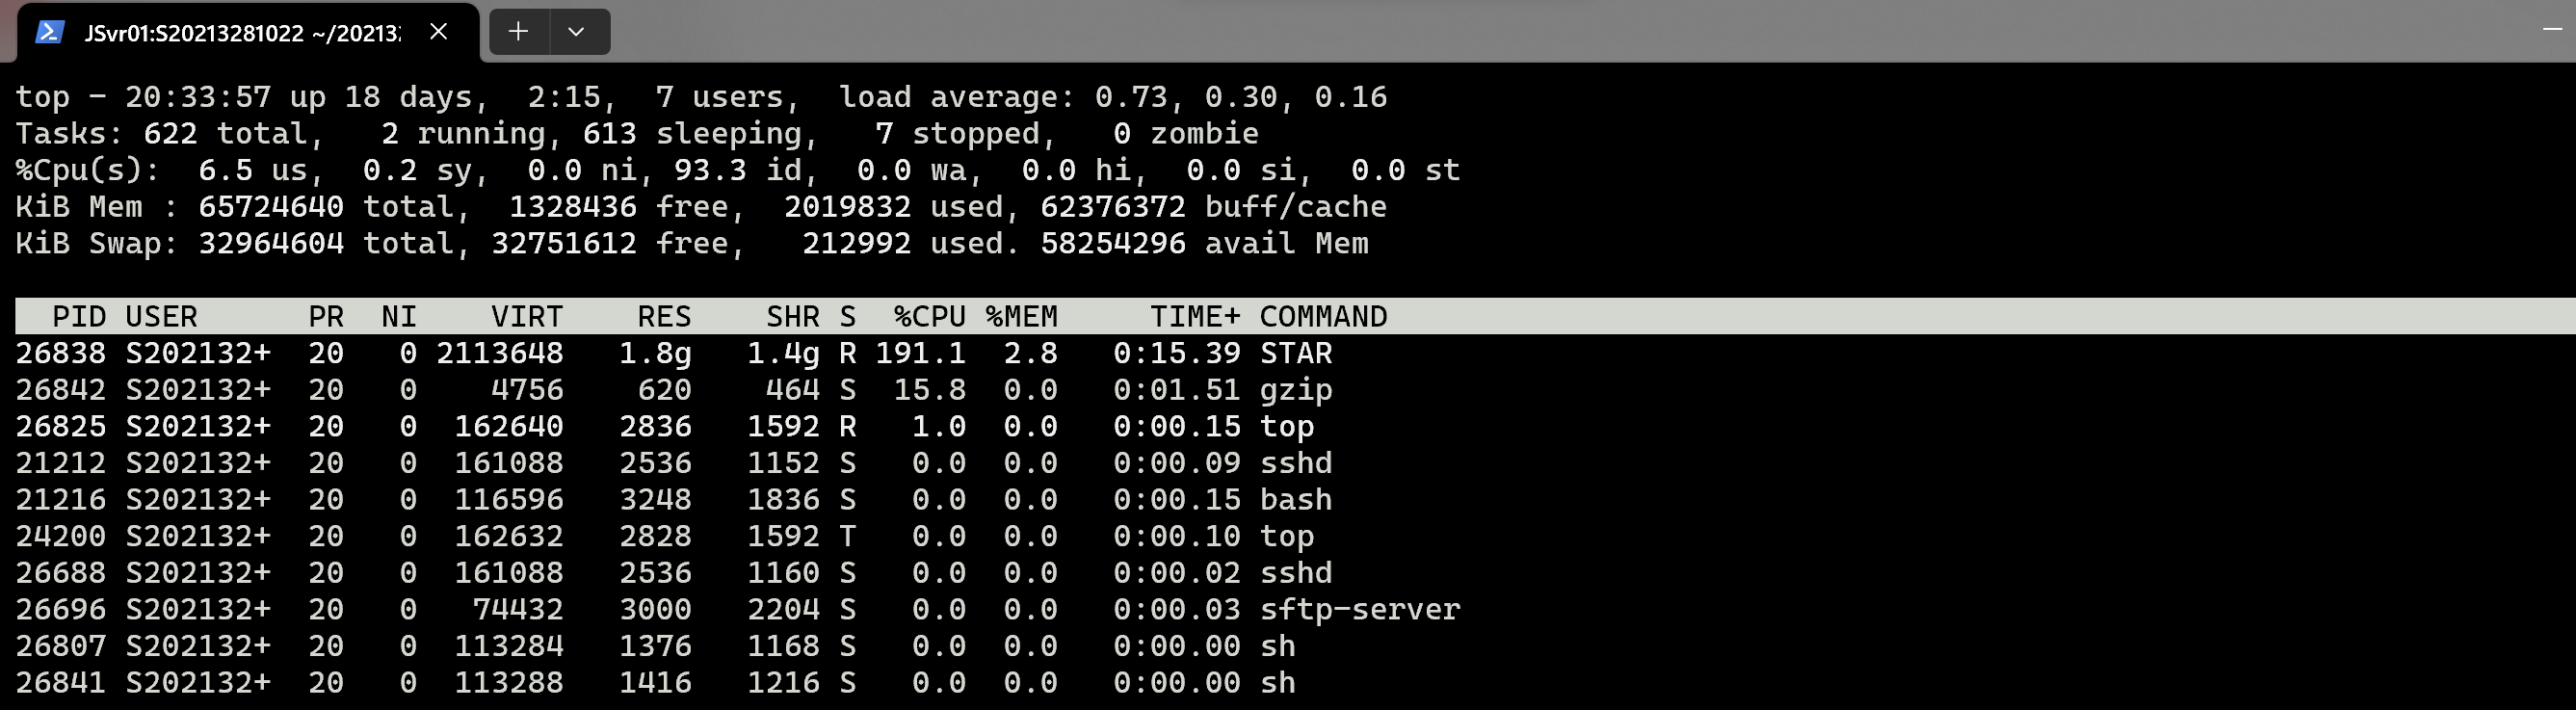 JSvr01:S20213281022 ~/20213
top - 20:33:57 up 18 days,  2:15,  7 users,  load average: 0.73, 0.30, 0.16
Tasks: 622 total,   2 running, 613 sleeping,   7 stopped,   0 zombie
%Cpu(s):  6.5 us,  0.2 sy,  0.0 ni, 93.3 id,  0.0 wa,  0.0 hi,  0.0 si,  0.0 st
KiB Mem : 65724640 total,  1328436 free,  2019832 used, 62376372 buff/cache
KiB Swap: 32964604 total, 32751612 free,   212992 used. 58254296 avail Mem
  PID USER      PR  NI    VIRT    RES    SHR S  %CPU %MEM     TIME+ COMMAND
26838 S202132+  20   0 2113648   1.8g   1.4g R 191.1  2.8   0:15.39 STAR
26842 S202132+  20   0    4756    620    464 S  15.8  0.0   0:01.51 gzip
26825 S202132+  20   0  162640   2836   1592 R   1.0  0.0   0:00.15 top
21212 S202132+  20   0  161088   2536   1152 S   0.0  0.0   0:00.09 sshd
21216 S202132+  20   0  116596   3248   1836 S   0.0  0.0   0:00.15 bash
24200 S202132+  20   0  162632   2828   1592 T   0.0  0.0   0:00.10 top
26688 S202132+  20   0  161088   2536   1160 S   0.0  0.0   0:00.02 sshd
26696 S202132+  20   0   74432   3000   2204 S   0.0  0.0   0:00.03 sftp-server
26807 S202132+  20   0  113284   1376   1168 S   0.0  0.0   0:00.00 sh
26841 S202132+  20   0  113288   1416   1216 S   0.0  0.0   0:00.00 sh